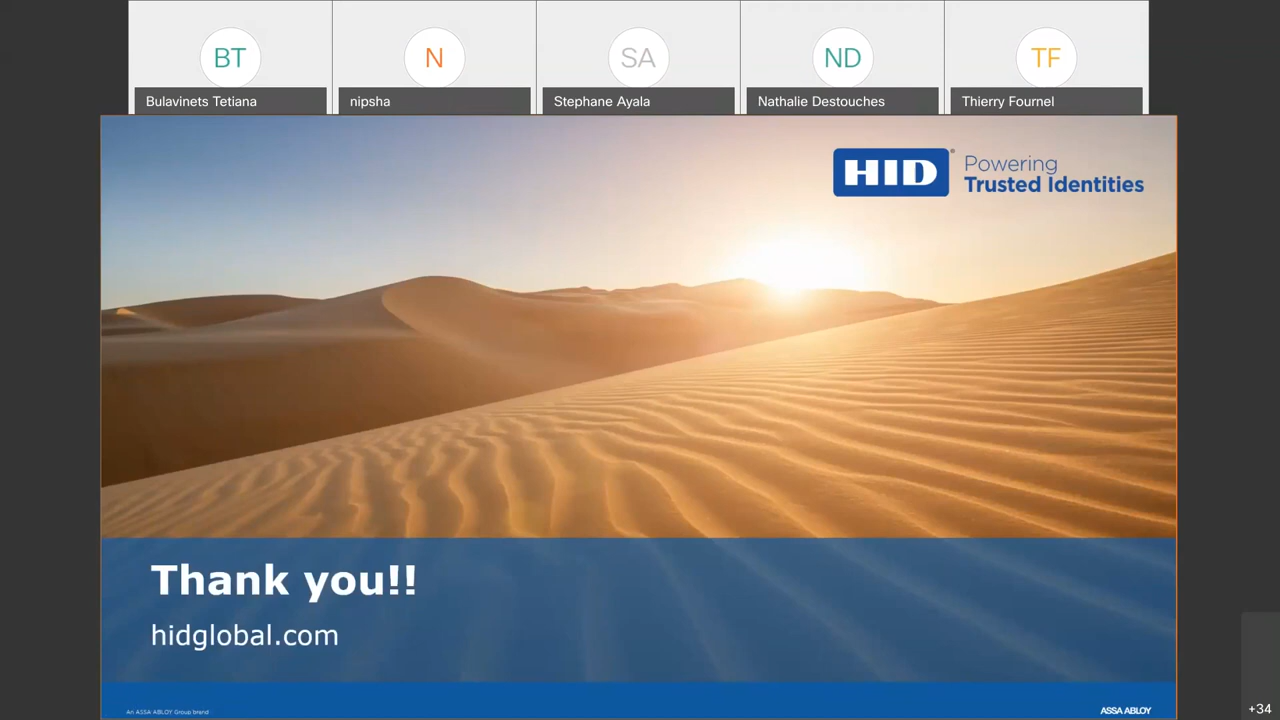 BT
N
SA
ND
TF
Bulavinets Tetiana
nipsha
Stephane Ayala
Nathalie Destouches
Thierry Fournel
HID®
Powering
Trusted Identities
Thank you!!
hidglobal.com
An ASSA ABLOY Group brand
ASSA ABLOY
+34